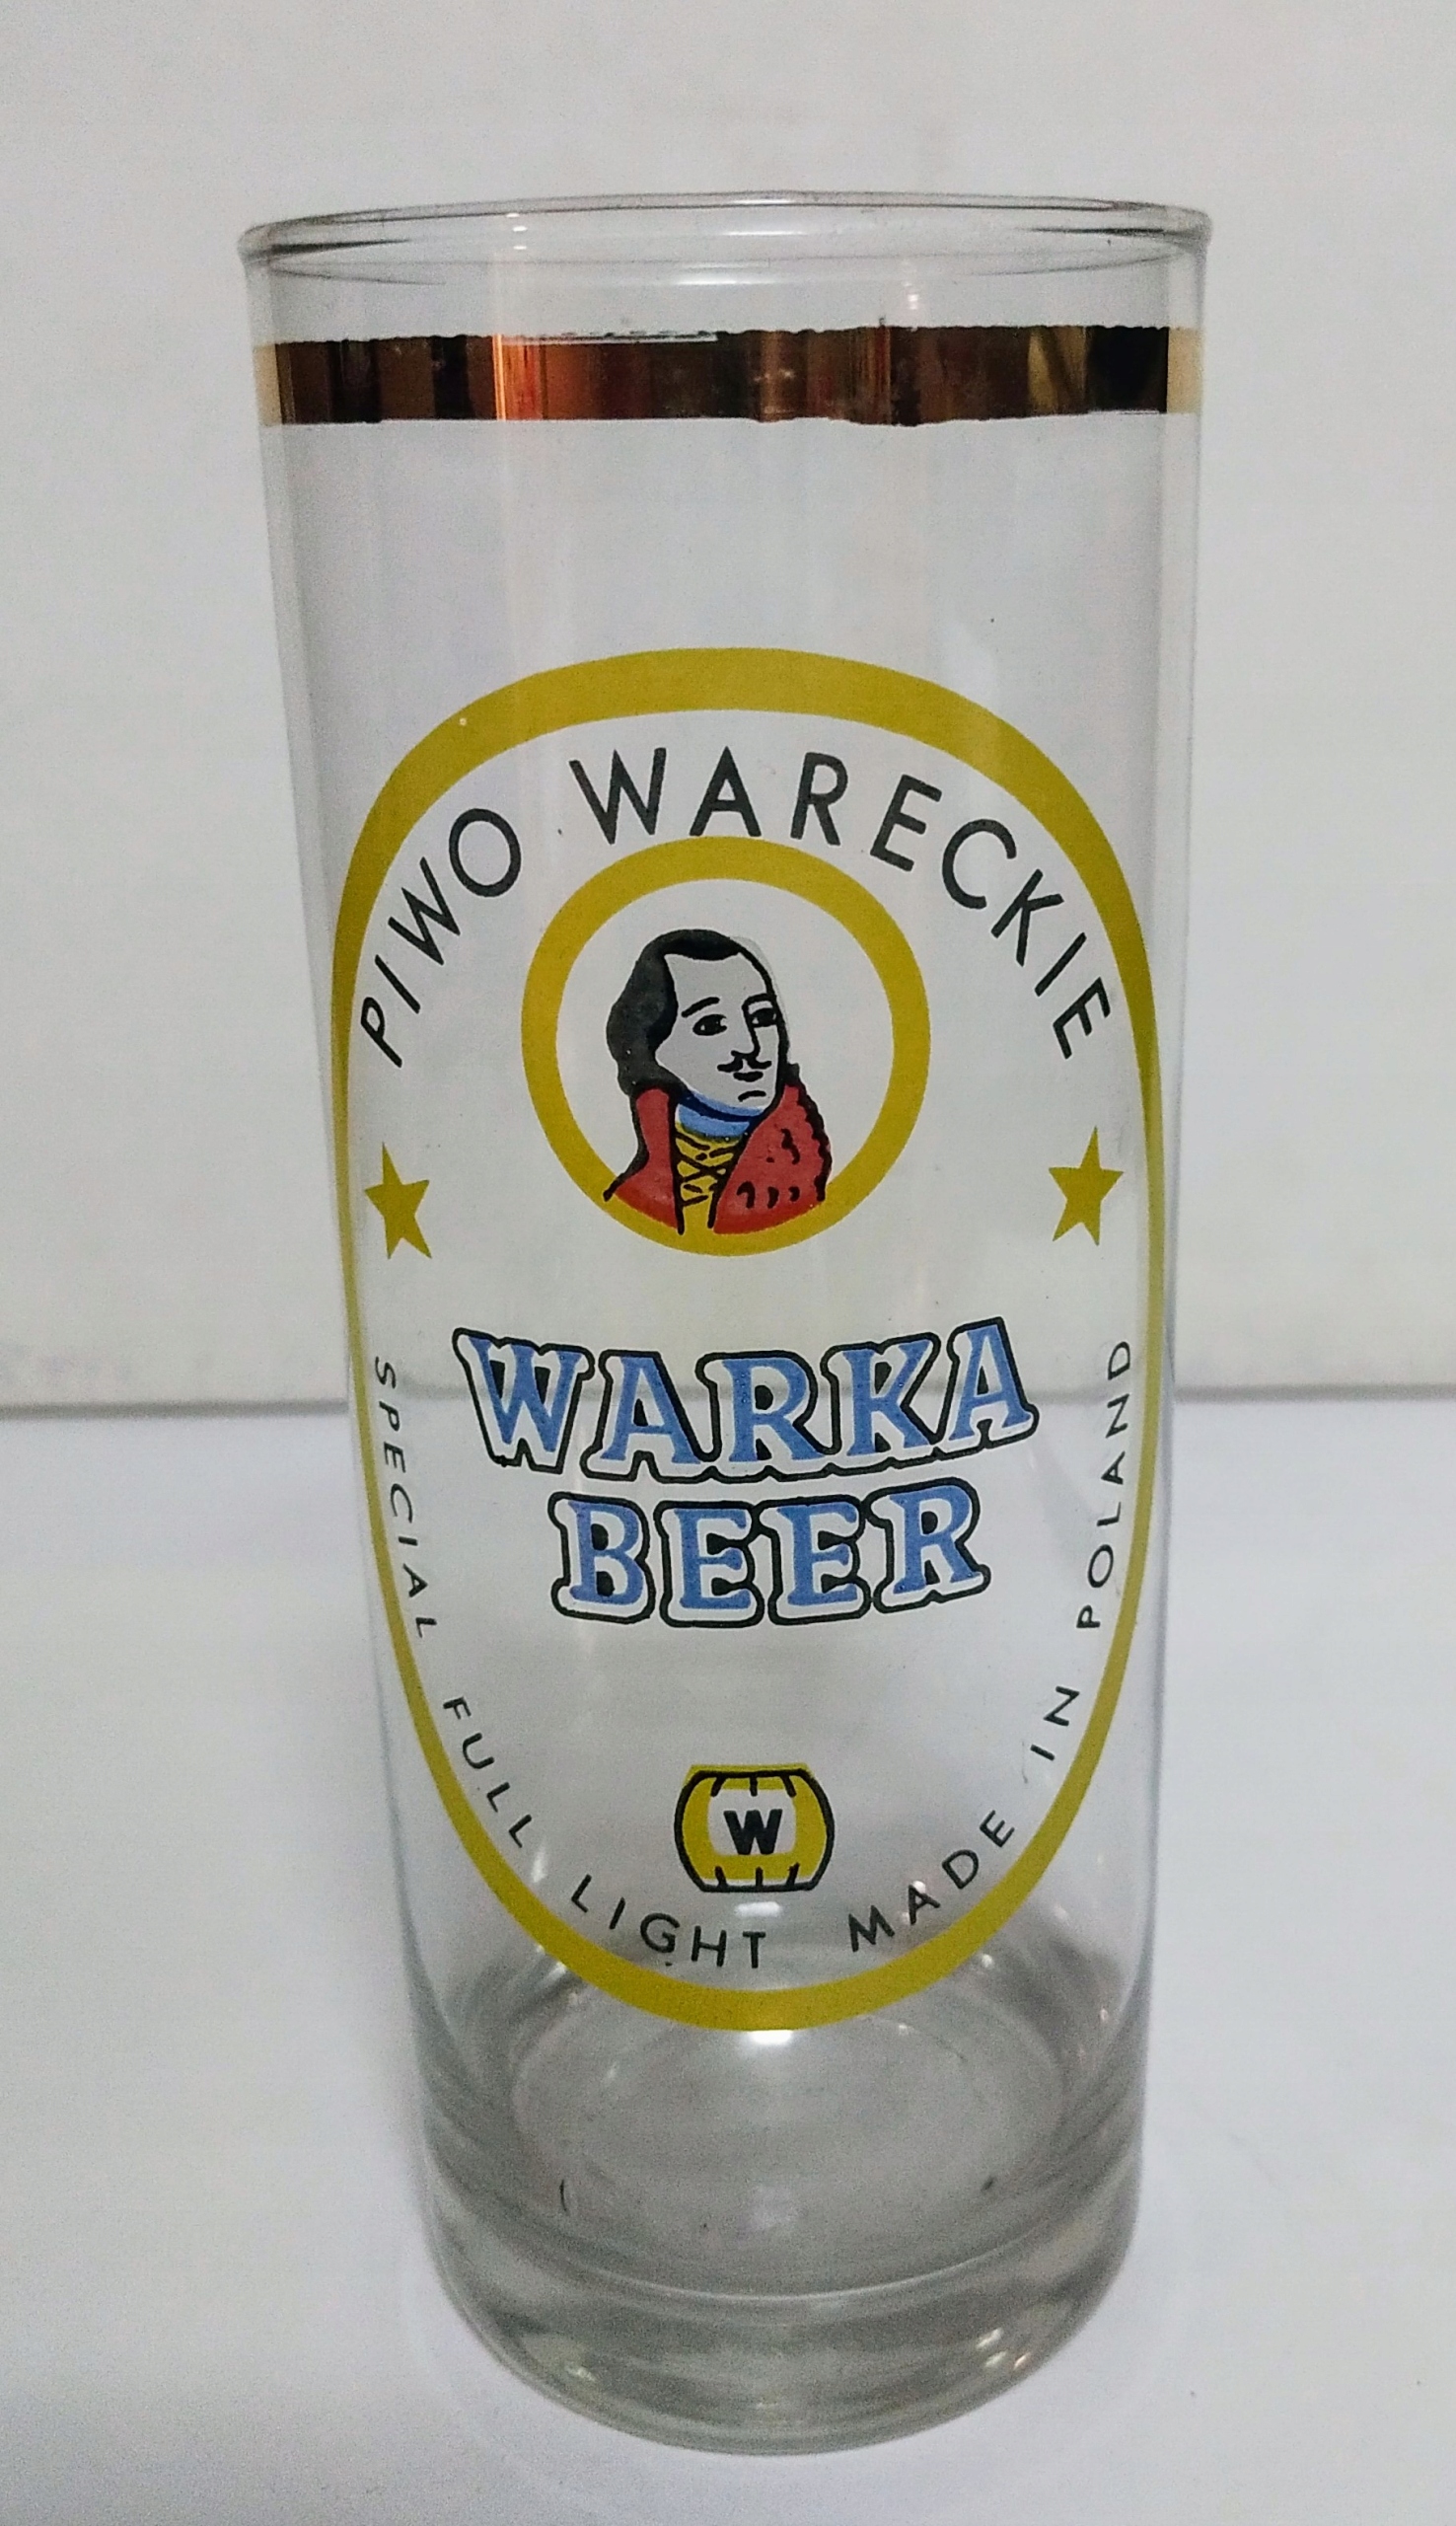 PIWO WARECKIE
WARKA
BEER
W
SPECIAL FULL LIGHT MADE IN POLAND